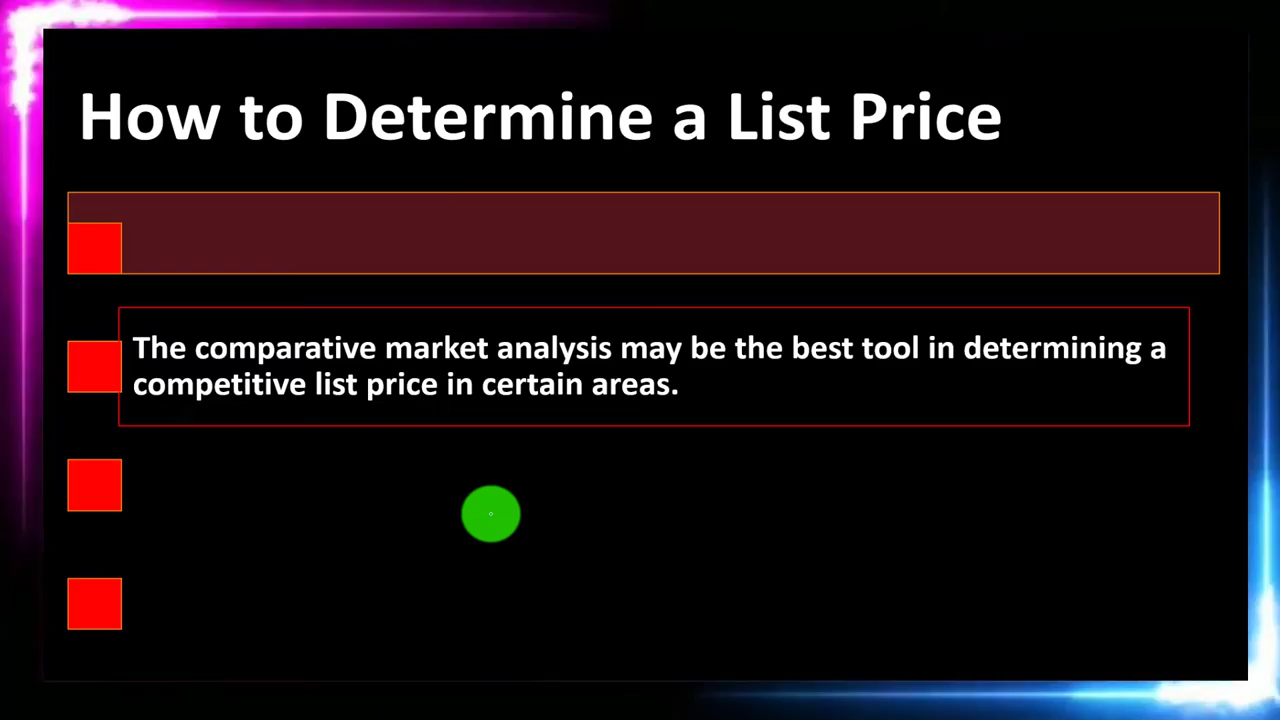 How to Determine a List Price
The comparative market analysis may be the best tool in determining a
competitive list price in certain areas.